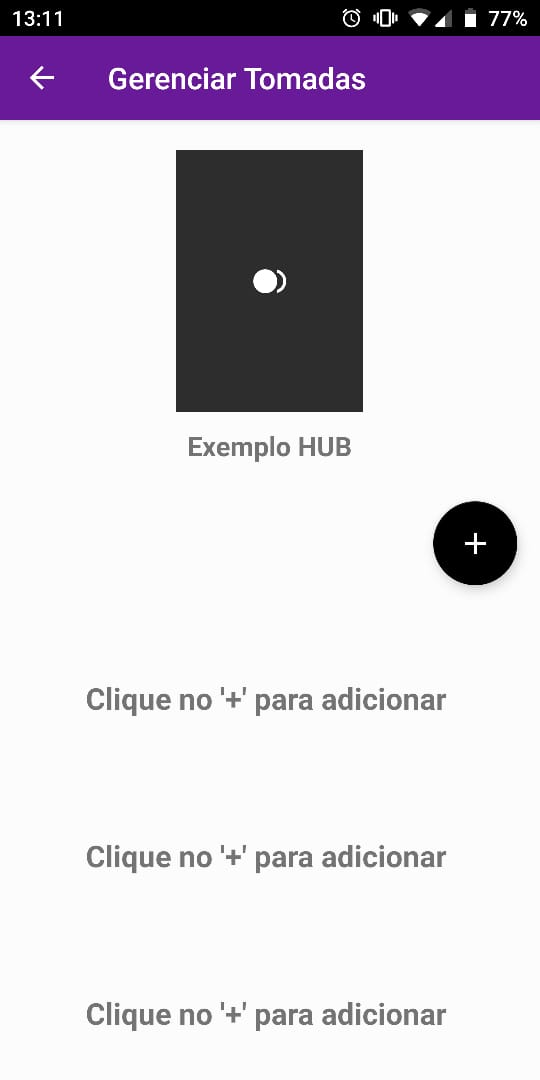 13:11 77%
Gerenciar Tomadas
Exemplo HUB
+
Clique no '+' para adicionar
Clique no '+' para adicionar
Clique no '+' para adicionar